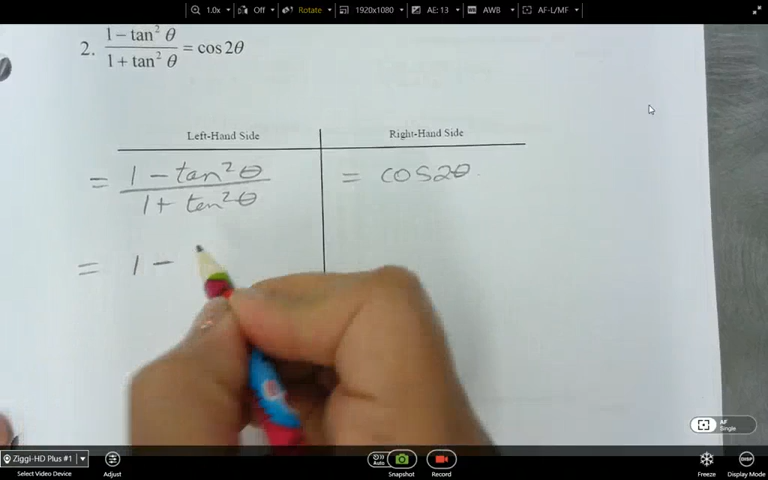 1.0x Off Rotate 1920x1080 AE: 13 AWB AF-L/MF
2. (1 − tan² θ)/(1 + tan² θ) = cos 2θ
Left-Hand Side Right-Hand Side
= (1 − tan²θ)/(1 + tan²θ) = cos2θ
= 1 −
AF
Single
Ziggi-HD Plus #1 Auto
Select Video Device Adjust Snapshot Record Freeze Display Mode